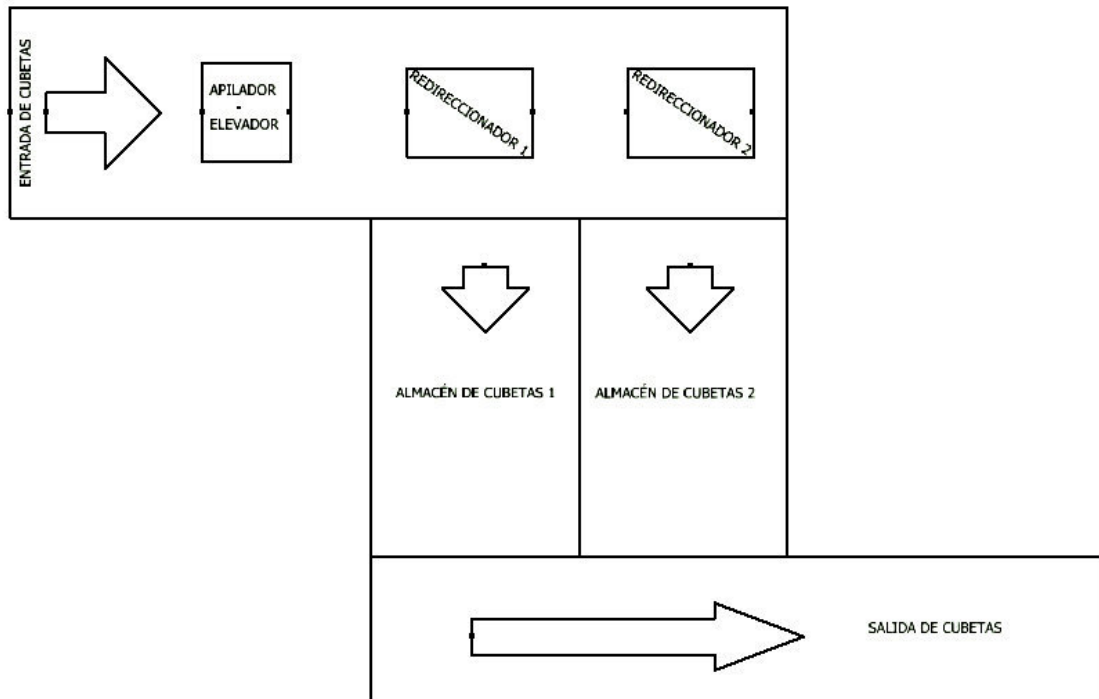 ENTRADA DE CUBETAS
APILADOR
-
ELEVADOR
REDIRECCIONADOR 1
REDIRECCIONADOR 2
ALMACÉN DE CUBETAS 1
ALMACÉN DE CUBETAS 2
SALIDA DE CUBETAS